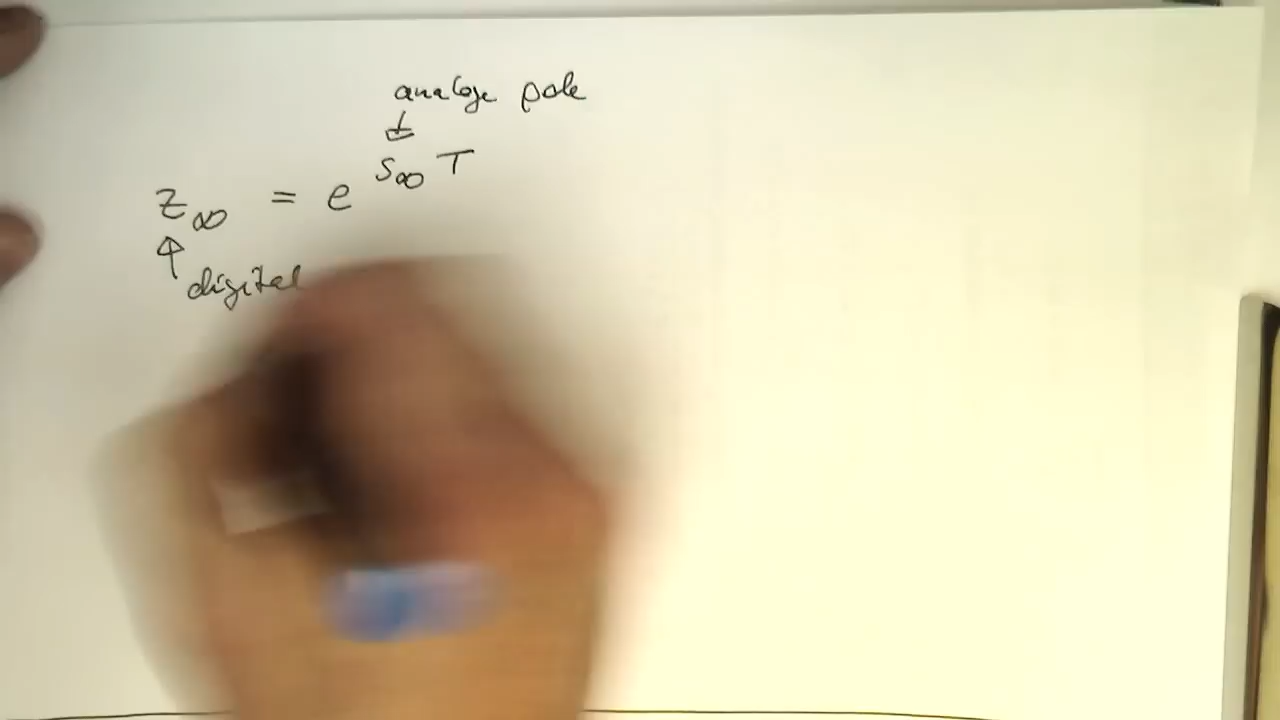 analoge pole
↓
z∞ = e^{s∞ T}
↑
digital